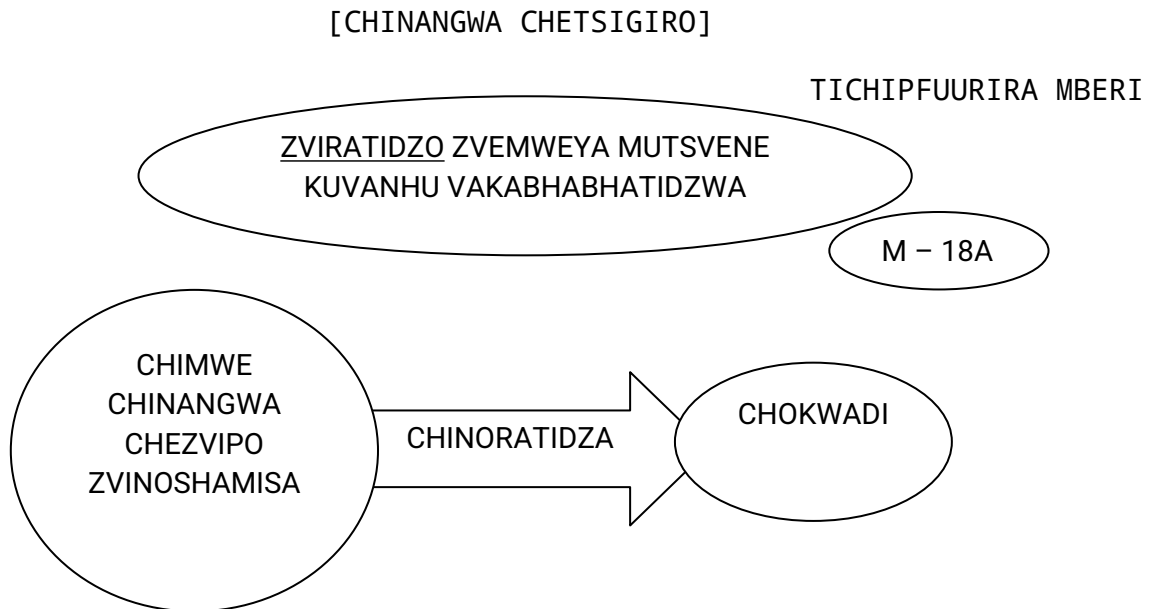 [CHINANGWA CHETSIGIRO]
TICHIPFUURIRA MBERI
ZVIRATIDZO ZVEMWEYA MUTSVENE
KUVANHU VAKABHABHATIDZWA
M – 18A
CHIMWE
CHINANGWA
CHEZVIPO
ZVINOSHAMISA
CHINORATIDZA
CHOKWADI